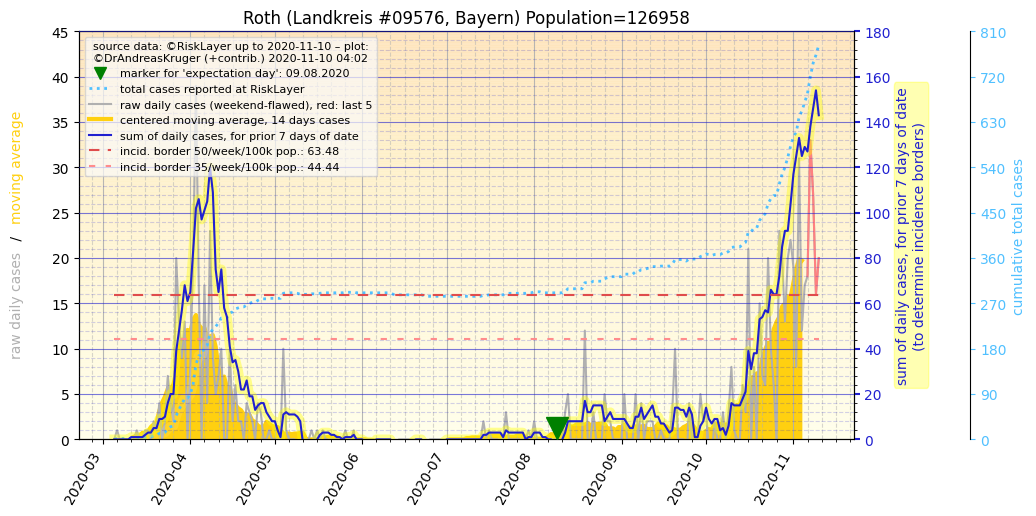 Roth (Landkreis #09576, Bayern) Population=126958
source data: ©RiskLayer up to 2020-11-10 – plot:
©DrAndreasKruger (+contrib.) 2020-11-10 04:02
marker for 'expectation day': 09.08.2020
total cases reported at RiskLayer
raw daily cases (weekend-flawed), red: last 5
centered moving average, 14 days cases
sum of daily cases, for prior 7 days of date
incid. border 50/week/100k pop.: 63.48
incid. border 35/week/100k pop.: 44.44
raw daily cases / moving average
45
40
35
30
25
20
15
10
5
0
2020-03
2020-04
2020-05
2020-06
2020-07
2020-08
2020-09
2020-10
2020-11
180
160
140
120
100
80
60
40
20
0
sum of daily cases, for prior 7 days of date
(to determine incidence borders)
810
720
630
540
450
360
270
180
90
0
cumulative total cases